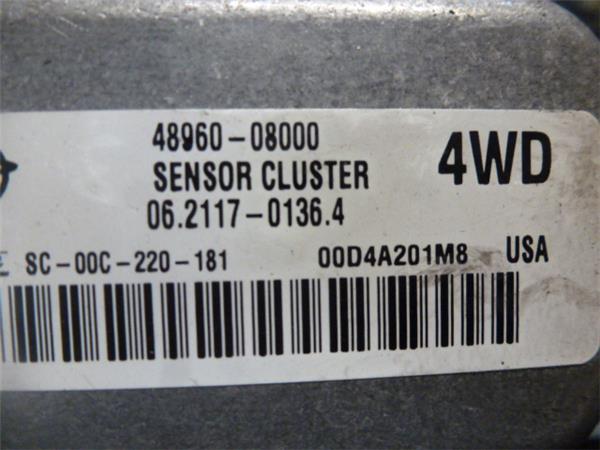 48960-08000
SENSOR CLUSTER
4WD
06.2117-0136.4
SC-00C-220-181 00D4A201M8 USA